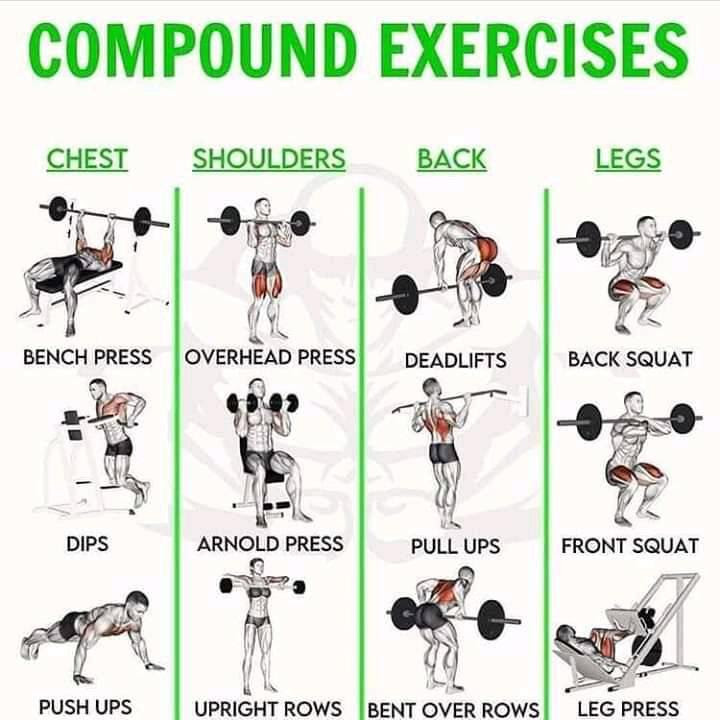 COMPOUND EXERCISES
CHEST SHOULDERS BACK LEGS
BENCH PRESS OVERHEAD PRESS DEADLIFTS BACK SQUAT
DIPS ARNOLD PRESS PULL UPS FRONT SQUAT
PUSH UPS UPRIGHT ROWS BENT OVER ROWS LEG PRESS